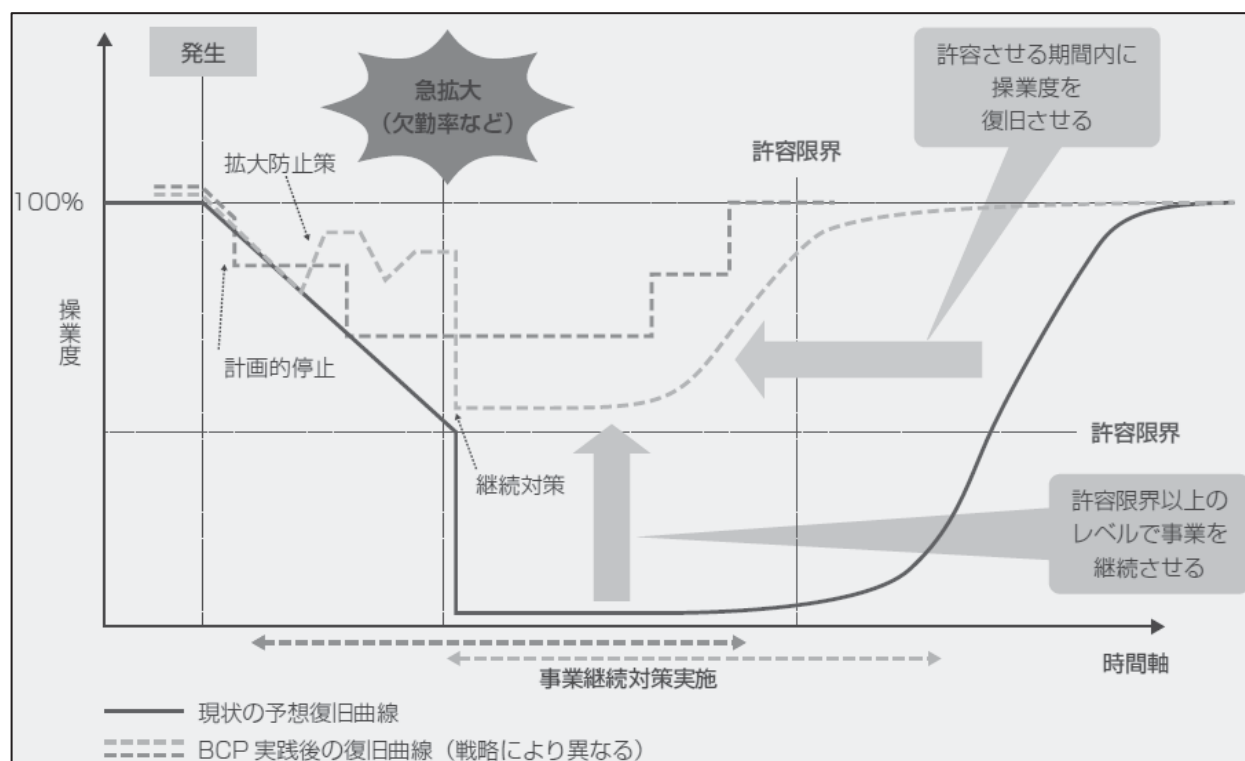 発生
急拡大
（欠勤率など）
許容させる期間内に
操業度を
復旧させる
拡大防止策
許容限界
100%
操業度
計画的停止
許容限界
継続対策
許容限界以上の
レベルで事業を
継続させる
事業継続対策実施
時間軸
現状の予想復旧曲線
BCP 実践後の復旧曲線（戦略により異なる）